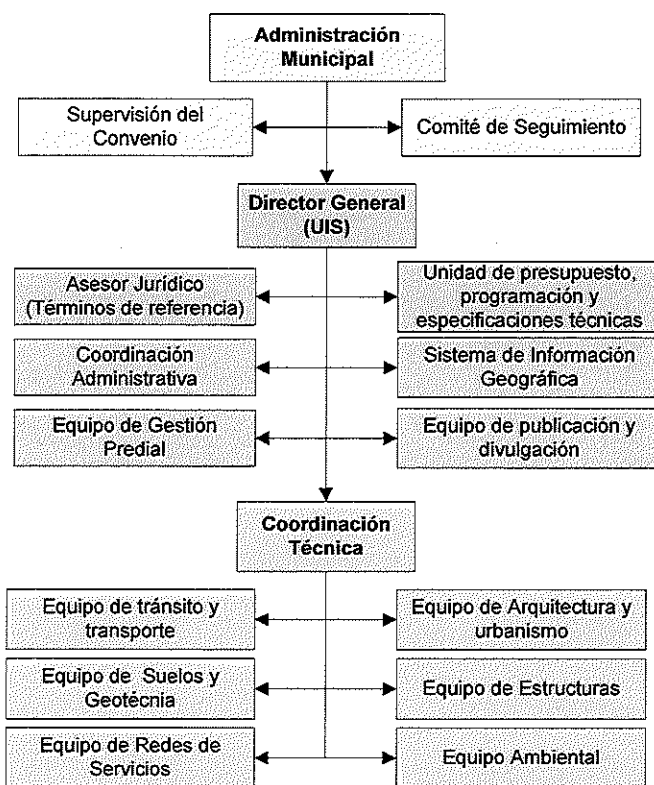 Administración
Municipal
Supervisión del
Convenio
Comité de Seguimiento
Director General
(UIS)
Asesor Jurídico
(Términos de referencia)
Unidad de presupuesto,
programación y
especificaciones técnicas
Coordinación
Administrativa
Sistema de Información
Geográfica
Equipo de Gestión
Predial
Equipo de publicación y
divulgación
Coordinación
Técnica
Equipo de tránsito y
transporte
Equipo de Arquitectura y
urbanismo
Equipo de Suelos y
Geotécnia
Equipo de Estructuras
Equipo de Redes de
Servicios
Equipo Ambiental